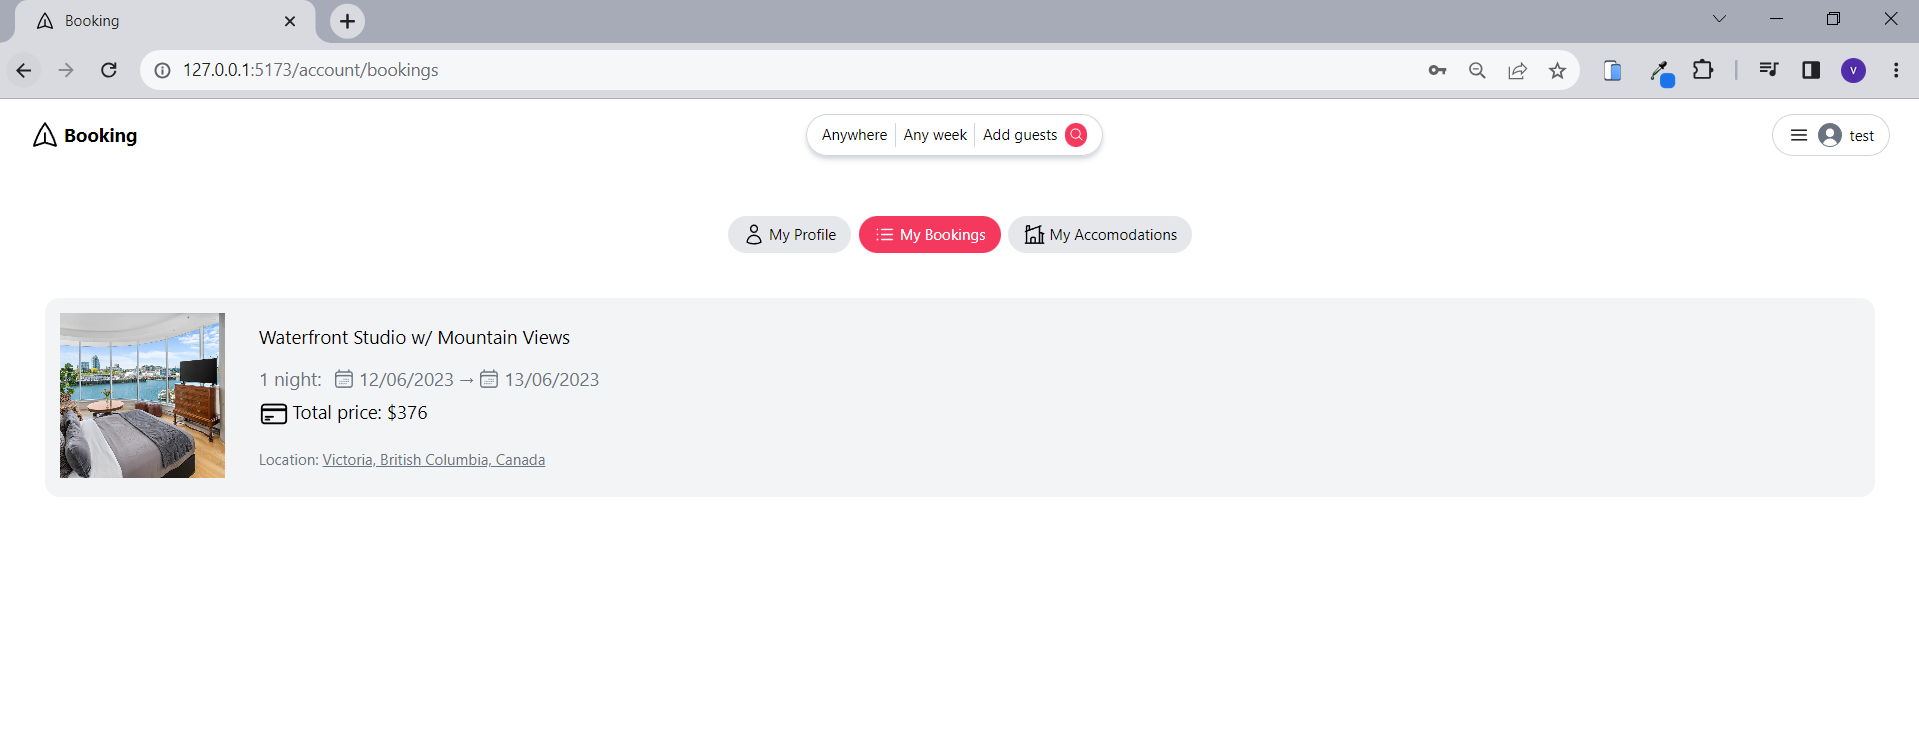 Booking
127.0.0.1:5173/account/bookings
V
Booking
Anywhere Any week Add guests
test
My Profile My Bookings My Accomodations
Waterfront Studio w/ Mountain Views
1 night: 12/06/2023 → 13/06/2023
Total price: $376
Location: Victoria, British Columbia, Canada